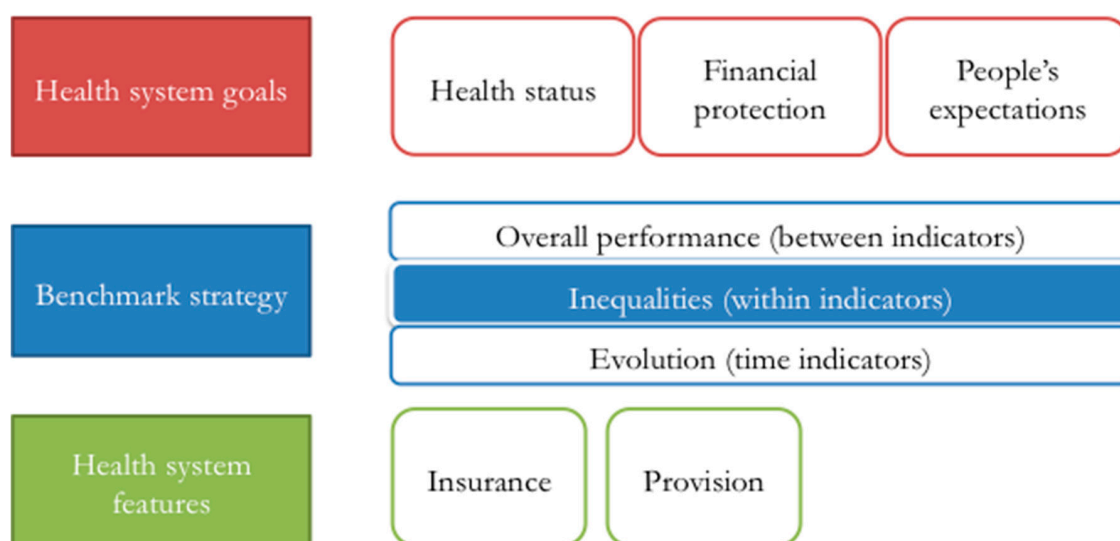 Health system goals
Health status
Financial
protection
People's
expectations
Benchmark strategy
Overall performance (between indicators)
Inequalities (within indicators)
Evolution (time indicators)
Health system
features
Insurance
Provision